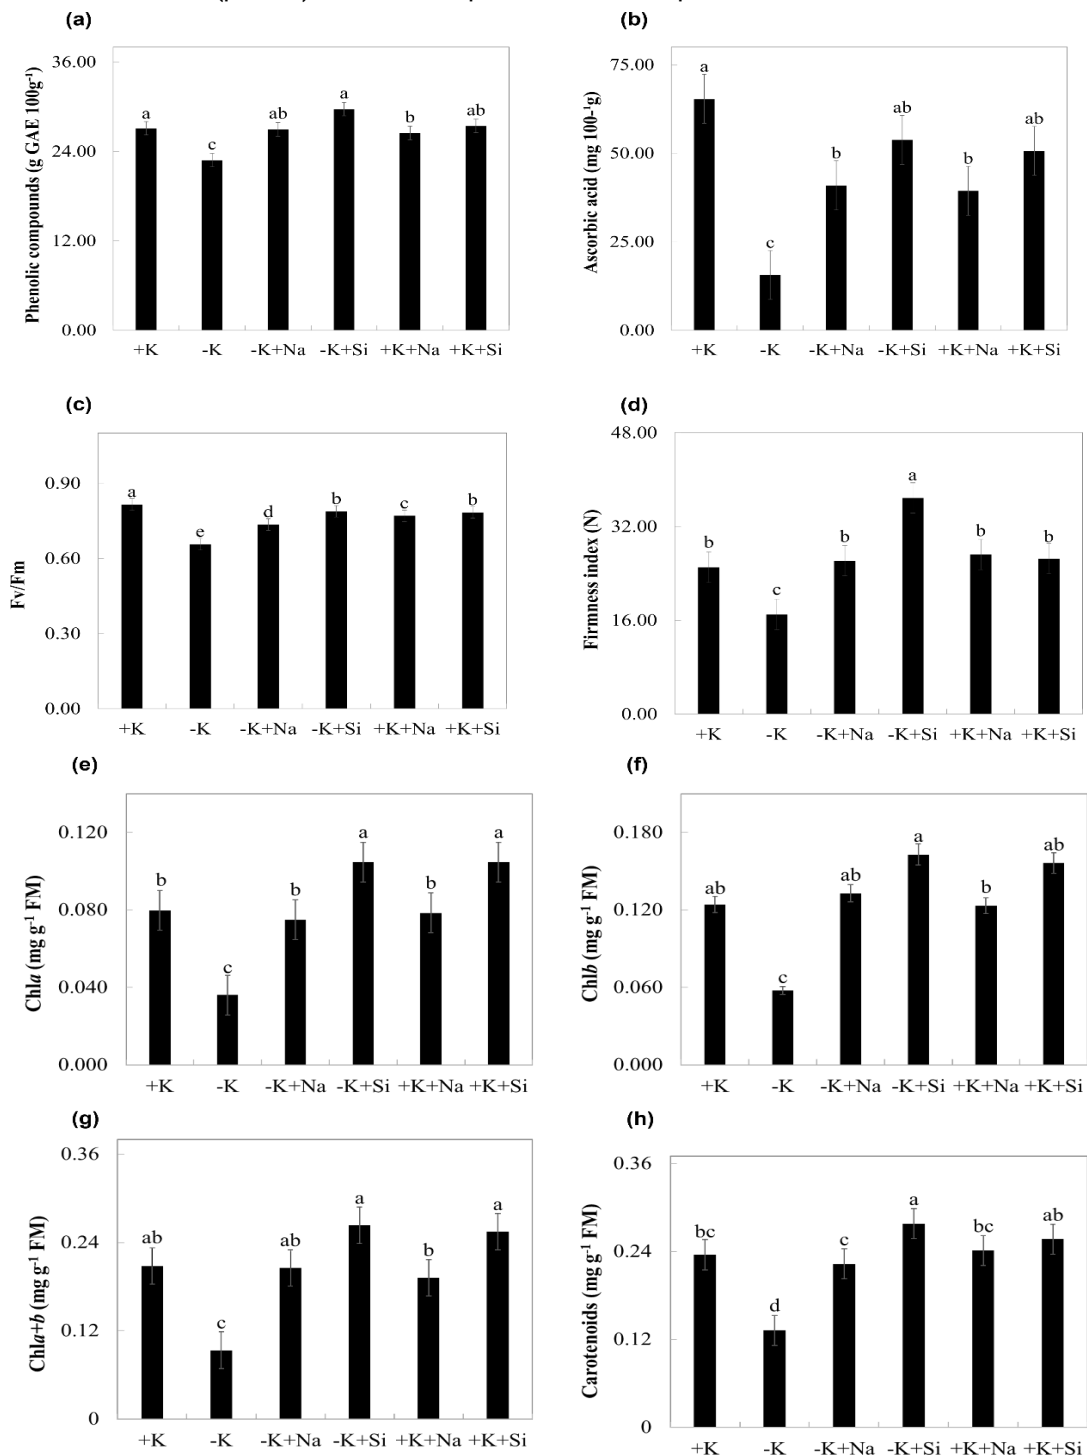 (a)
36.00
24.00
12.00
0.00
Phenolic compounds (g GAE 100g⁻¹)
a
c
ab
a
b
ab
+K -K -K+Na -K+Si +K+Na +K+Si
(b)
75.00
50.00
25.00
0.00
Ascorbic acid (mg 100-¹g)
a
c
b
ab
b
ab
+K -K -K+Na -K+Si +K+Na +K+Si
(c)
0.90
0.60
0.30
0.00
Fv/Fm
a
e
d
b
c
b
+K -K -K+Na -K+Si +K+Na +K+Si
(d)
48.00
32.00
16.00
0.00
Firmness index (N)
b
c
b
a
b
b
+K -K -K+Na -K+Si +K+Na +K+Si
(e)
0.120
0.080
0.040
0.000
Chla (mg g⁻¹ FM)
b
c
b
a
b
a
+K -K -K+Na -K+Si +K+Na +K+Si
(f)
0.180
0.120
0.060
0.000
Chlb (mg g⁻¹ FM)
ab
c
ab
a
b
ab
+K -K -K+Na -K+Si +K+Na +K+Si
(g)
0.36
0.24
0.12
0
Chla+b (mg g⁻¹ FM)
ab
c
ab
a
b
a
+K -K -K+Na -K+Si +K+Na +K+Si
(h)
0.36
0.24
0.12
0
Carotenoids (mg g⁻¹ FM)
bc
d
c
a
bc
ab
+K -K -K+Na -K+Si +K+Na +K+Si